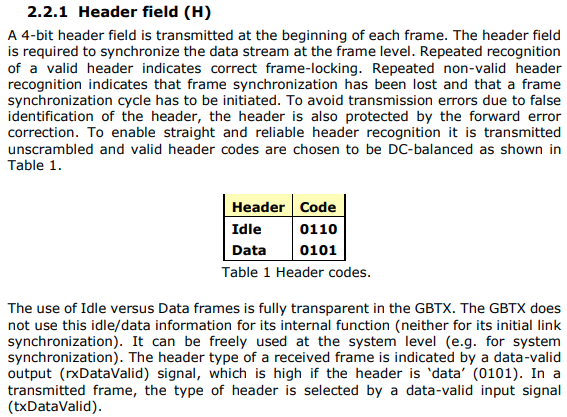 2.2.1 Header field (H)
A 4-bit header field is transmitted at the beginning of each frame. The header field
is required to synchronize the data stream at the frame level. Repeated recognition
of a valid header indicates correct frame-locking. Repeated non-valid header
recognition indicates that frame synchronization has been lost and that a frame
synchronization cycle has to be initiated. To avoid transmission errors due to false
identification of the header, the header is also protected by the forward error
correction. To enable straight and reliable header recognition it is transmitted
unscrambled and valid header codes are chosen to be DC-balanced as shown in
Table 1.
Header Code
Idle 0110
Data 0101
Table 1 Header codes.
The use of Idle versus Data frames is fully transparent in the GBTX. The GBTX does
not use this idle/data information for its internal function (neither for its initial link
synchronization). It can be freely used at the system level (e.g. for system
synchronization). The header type of a received frame is indicated by a data-valid
output (rxDataValid) signal, which is high if the header is ‘data’ (0101). In a
transmitted frame, the type of header is selected by a data-valid input signal
(txDataValid).